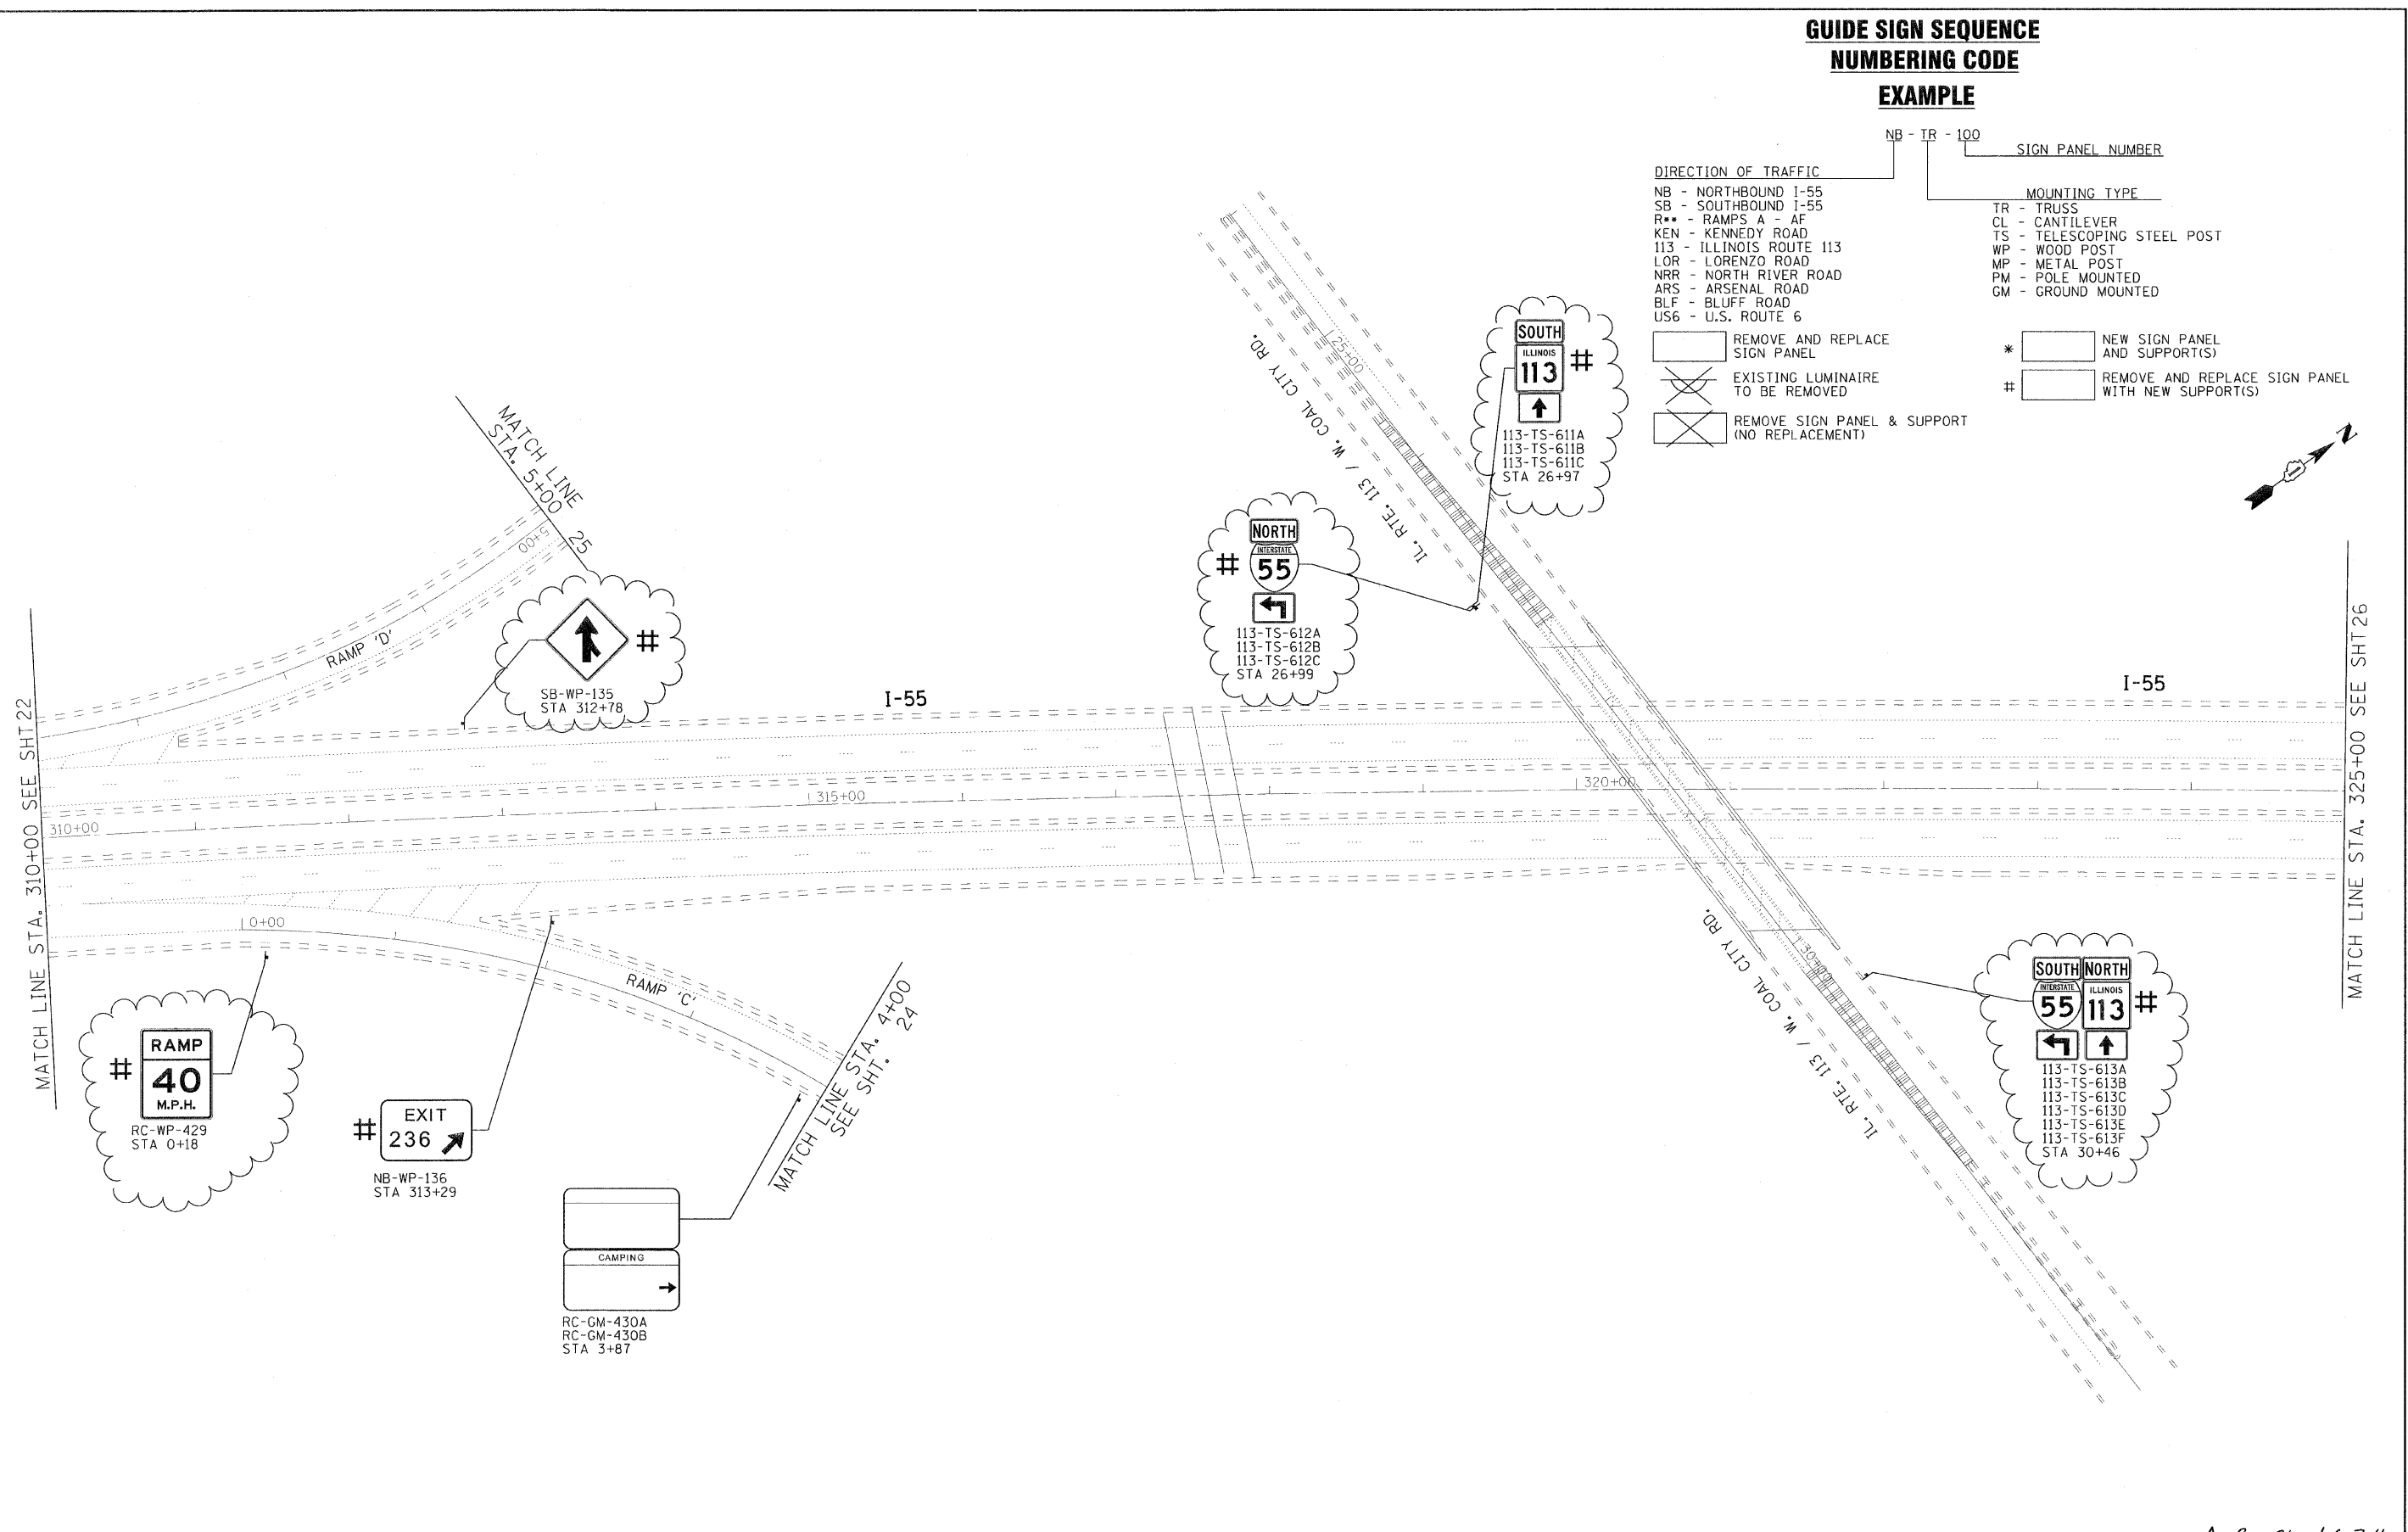 GUIDE SIGN SEQUENCE
NUMBERING CODE
EXAMPLE
NB - TR - 100
SIGN PANEL NUMBER
DIRECTION OF TRAFFIC
NB - NORTHBOUND I-55
SB - SOUTHBOUND I-55
R** - RAMPS A - AF
KEN - KENNEDY ROAD
113 - ILLINOIS ROUTE 113
LOR - LORENZO ROAD
NRR - NORTH RIVER ROAD
ARS - ARSENAL ROAD
BLF - BLUFF ROAD
US6 - U.S. ROUTE 6
MOUNTING TYPE
TR - TRUSS
CL - CANTILEVER
TS - TELESCOPING STEEL POST
WP - WOOD POST
MP - METAL POST
PM - POLE MOUNTED
GM - GROUND MOUNTED
REMOVE AND REPLACE
SIGN PANEL
EXISTING LUMINAIRE
TO BE REMOVED
REMOVE SIGN PANEL & SUPPORT
(NO REPLACEMENT)
* NEW SIGN PANEL
AND SUPPORT(S)
# REMOVE AND REPLACE SIGN PANEL
WITH NEW SUPPORT(S)
N
SOUTH
ILLINOIS
113
#
113-TS-611A
113-TS-611B
113-TS-611C
STA 26+97
25+00
IL. RTE. 113 / W. COAL CITY RD.
NORTH
INTERSTATE
# 55
113-TS-612A
113-TS-612B
113-TS-612C
STA 26+99
MATCH LINE
STA. 5+00
25
5+00
RAMP 'D'
#
SB-WP-135
STA 312+78
I-55
I-55
MATCH LINE STA. 310+00 SEE SHT 22
310+00
315+00
320+00
MATCH LINE STA. 325+00 SEE SHT 26
0+00
RAMP 'C'
MATCH LINE STA. 4+00
SEE SHT. 24
RAMP
# 40
M.P.H.
RC-WP-429
STA 0+18
EXIT
# 236
NB-WP-136
STA 313+29
CAMPING
RC-GM-430A
RC-GM-430B
STA 3+87
30+00
IL. RTE. 113 / W. COAL CITY RD.
SOUTH NORTH
INTERSTATE ILLINOIS
55 113 #
113-TS-613A
113-TS-613B
113-TS-613C
113-TS-613D
113-TS-613E
113-TS-613F
STA 30+46